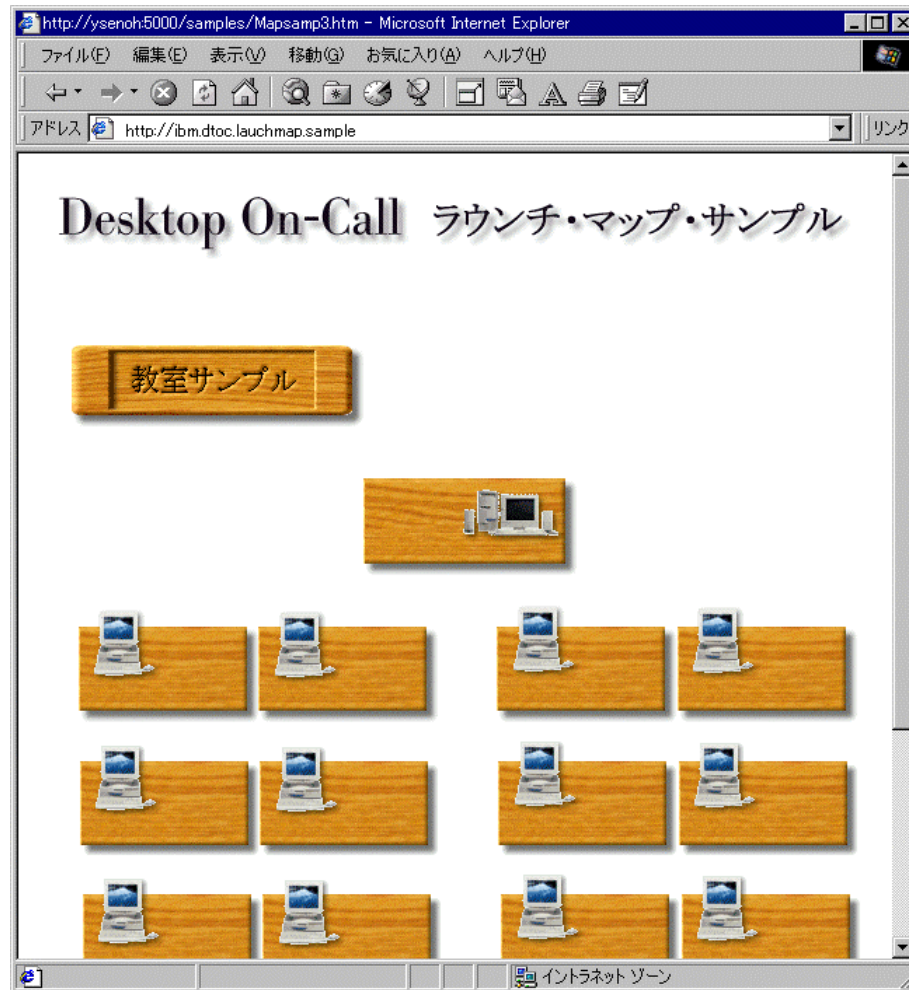 http://ysenoh:5000/samples/Mapsamp3.htm - Microsoft Internet Explorer
ファイル(F) 編集(E) 表示(V) 移動(G) お気に入り(A) ヘルプ(H)
アドレス http://ibm.dtoc.lauchmap.sample リンク
Desktop On-Call ラウンチ・マップ・サンプル
教室サンプル
イントラネット ゾーン